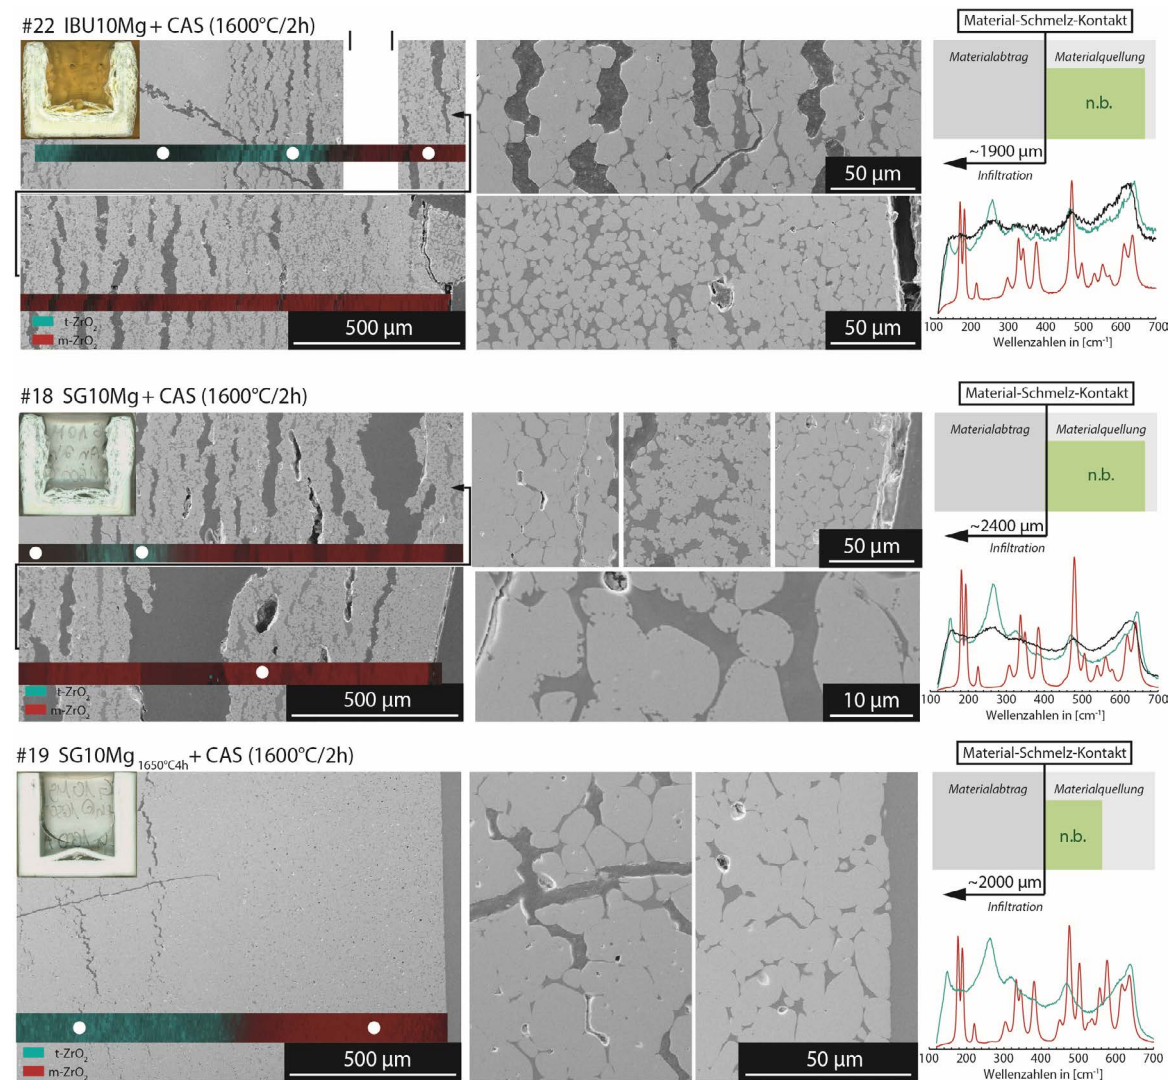 #22 IBU10Mg + CAS (1600°C/2h)
50 µm
500 µm
t-ZrO2
m-ZrO2
50 µm
Material-Schmelz-Kontakt
Materialabtrag
Materialquellung
n.b.
~1900 µm
Infiltration
100 200 300 400 500 600 700
Wellenzahlen in [cm-1]
#18 SG10Mg + CAS (1600°C/2h)
50 µm
500 µm
t-ZrO2
m-ZrO2
10 µm
Material-Schmelz-Kontakt
Materialabtrag
Materialquellung
n.b.
~2400 µm
Infiltration
100 200 300 400 500 600 700
Wellenzahlen in [cm-1]
#19 SG10Mg1650°C4h + CAS (1600°C/2h)
t-ZrO2
m-ZrO2
500 µm
50 µm
Material-Schmelz-Kontakt
Materialabtrag
Materialquellung
n.b.
~2000 µm
Infiltration
100 200 300 400 500 600 700
Wellenzahlen in [cm-1]